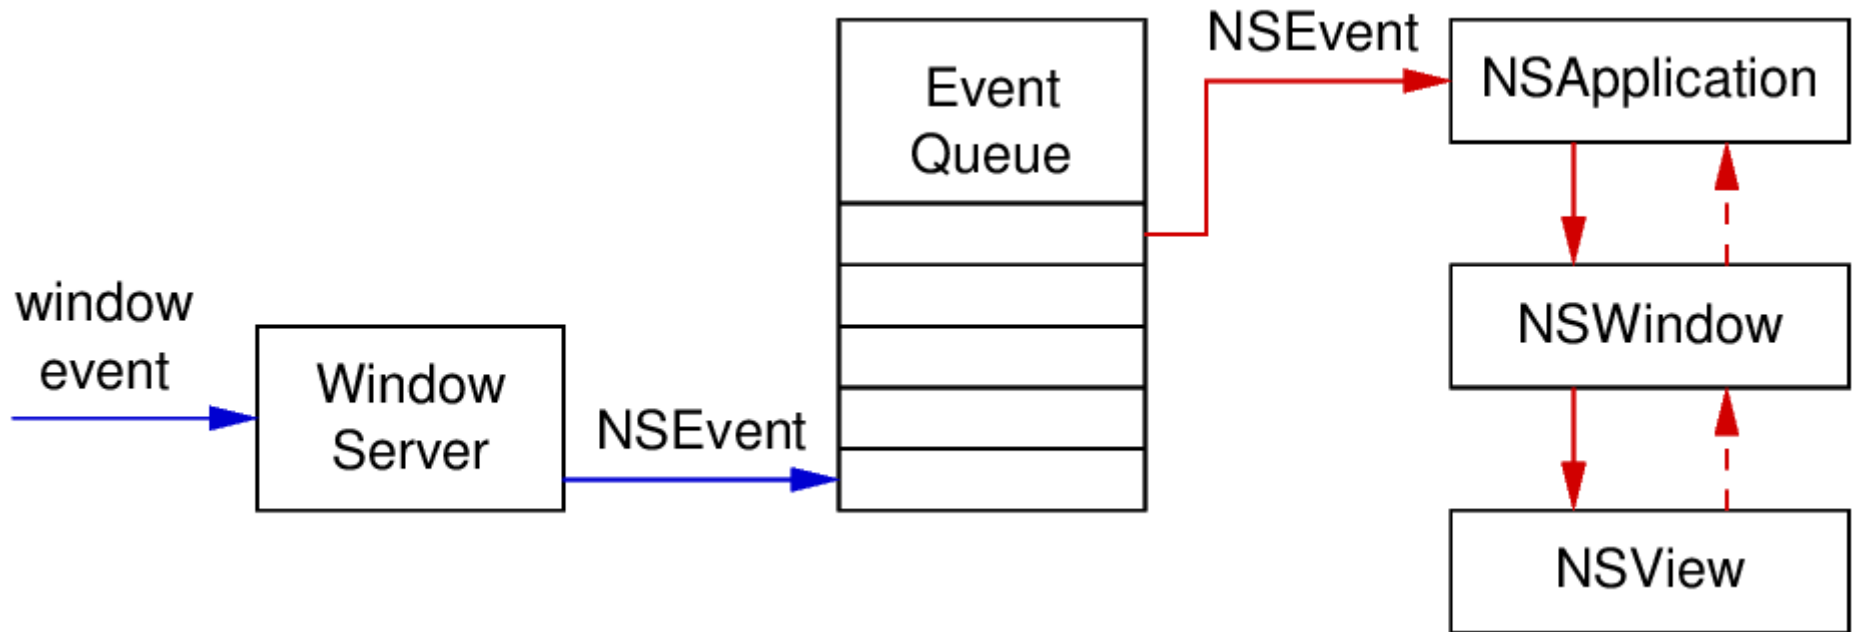 window
event
Window
Server
NSEvent
Event
Queue
NSEvent
NSApplication
NSWindow
NSView